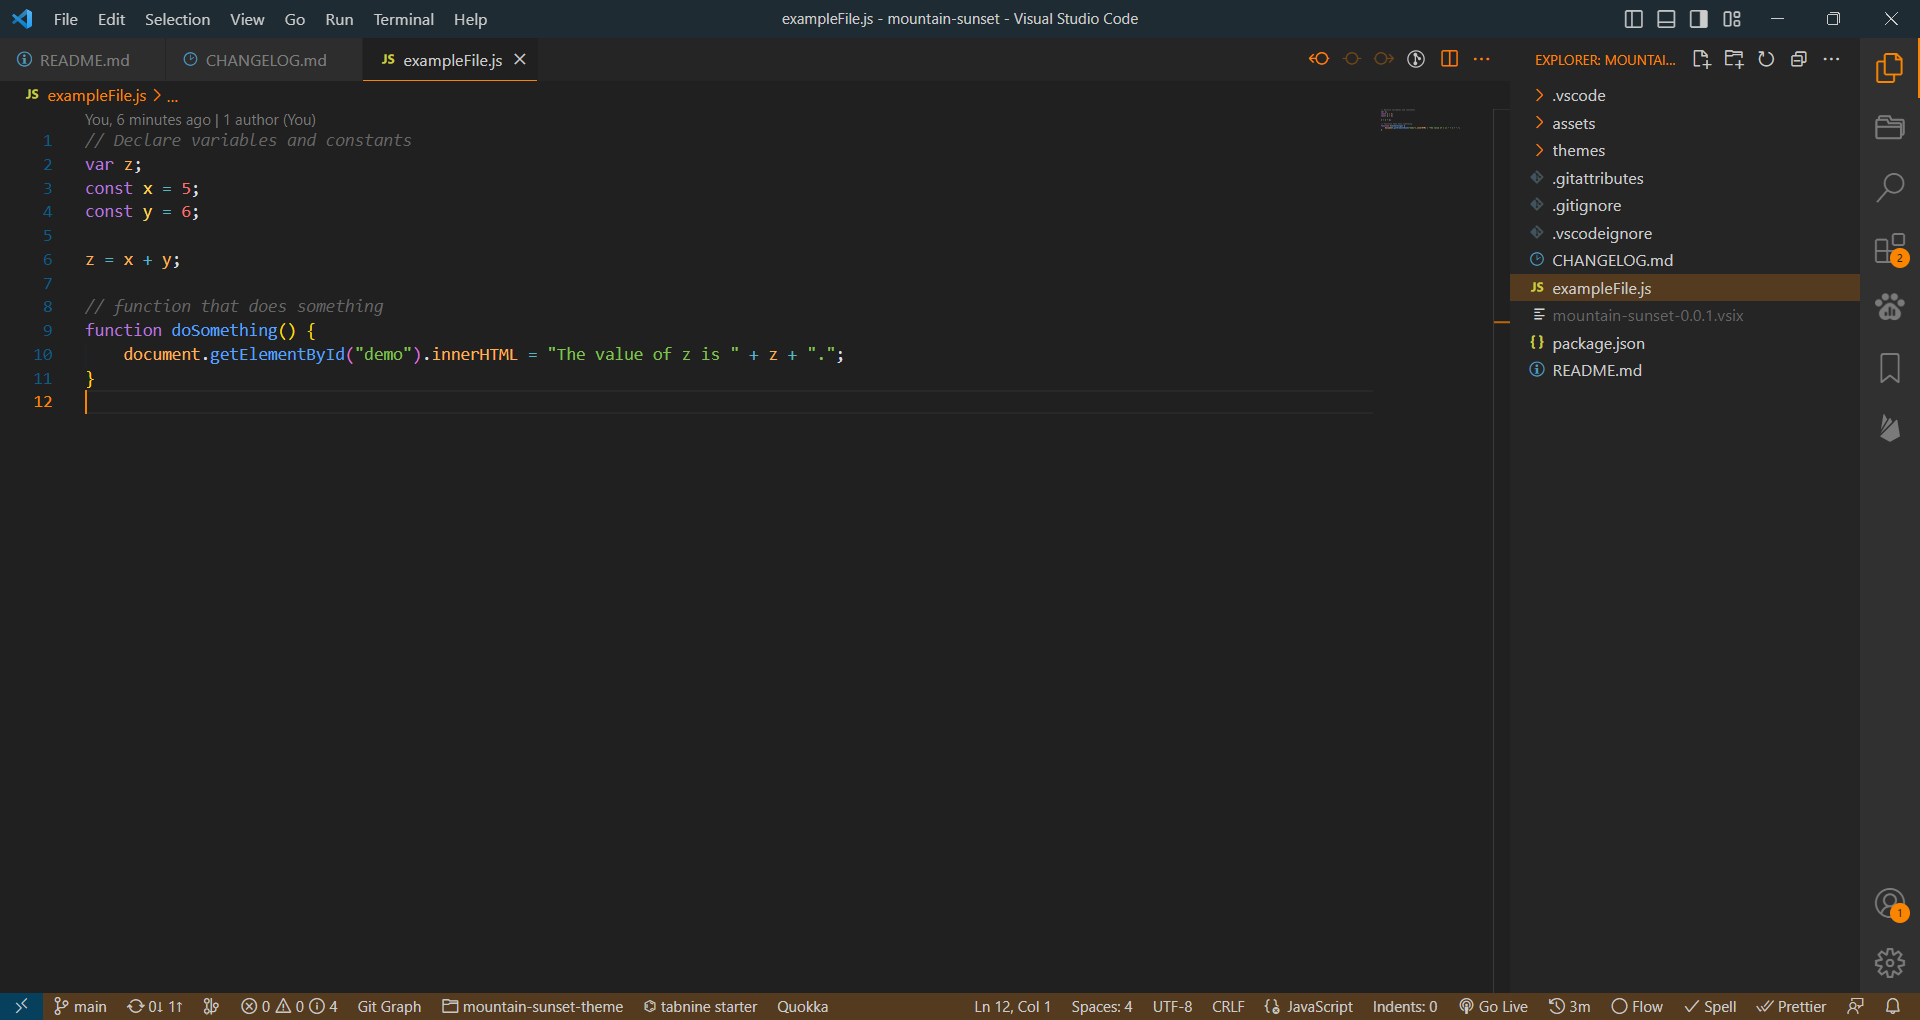 File Edit Selection View Go Run Terminal Help
exampleFile.js - mountain-sunset - Visual Studio Code
README.md
CHANGELOG.md
JS exampleFile.js
JS exampleFile.js > ...
You, 6 minutes ago | 1 author (You)
1 // Declare variables and constants
2 var z;
3 const x = 5;
4 const y = 6;
5
6 z = x + y;
7
8 // function that does something
9 function doSomething() {
10 document.getElementById("demo").innerHTML = "The value of z is " + z + ".";
11 }
12
EXPLORER: MOUNTAI...
.vscode
assets
themes
.gitattributes
.gitignore
.vscodeignore
CHANGELOG.md
JS exampleFile.js
mountain-sunset-0.0.1.vsix
{} package.json
README.md
2
1
main 0↓ 1↑ 0 0 4 Git Graph mountain-sunset-theme tabnine starter Quokka
Ln 12, Col 1 Spaces: 4 UTF-8 CRLF JavaScript Indents: 0 Go Live 3m Flow Spell Prettier